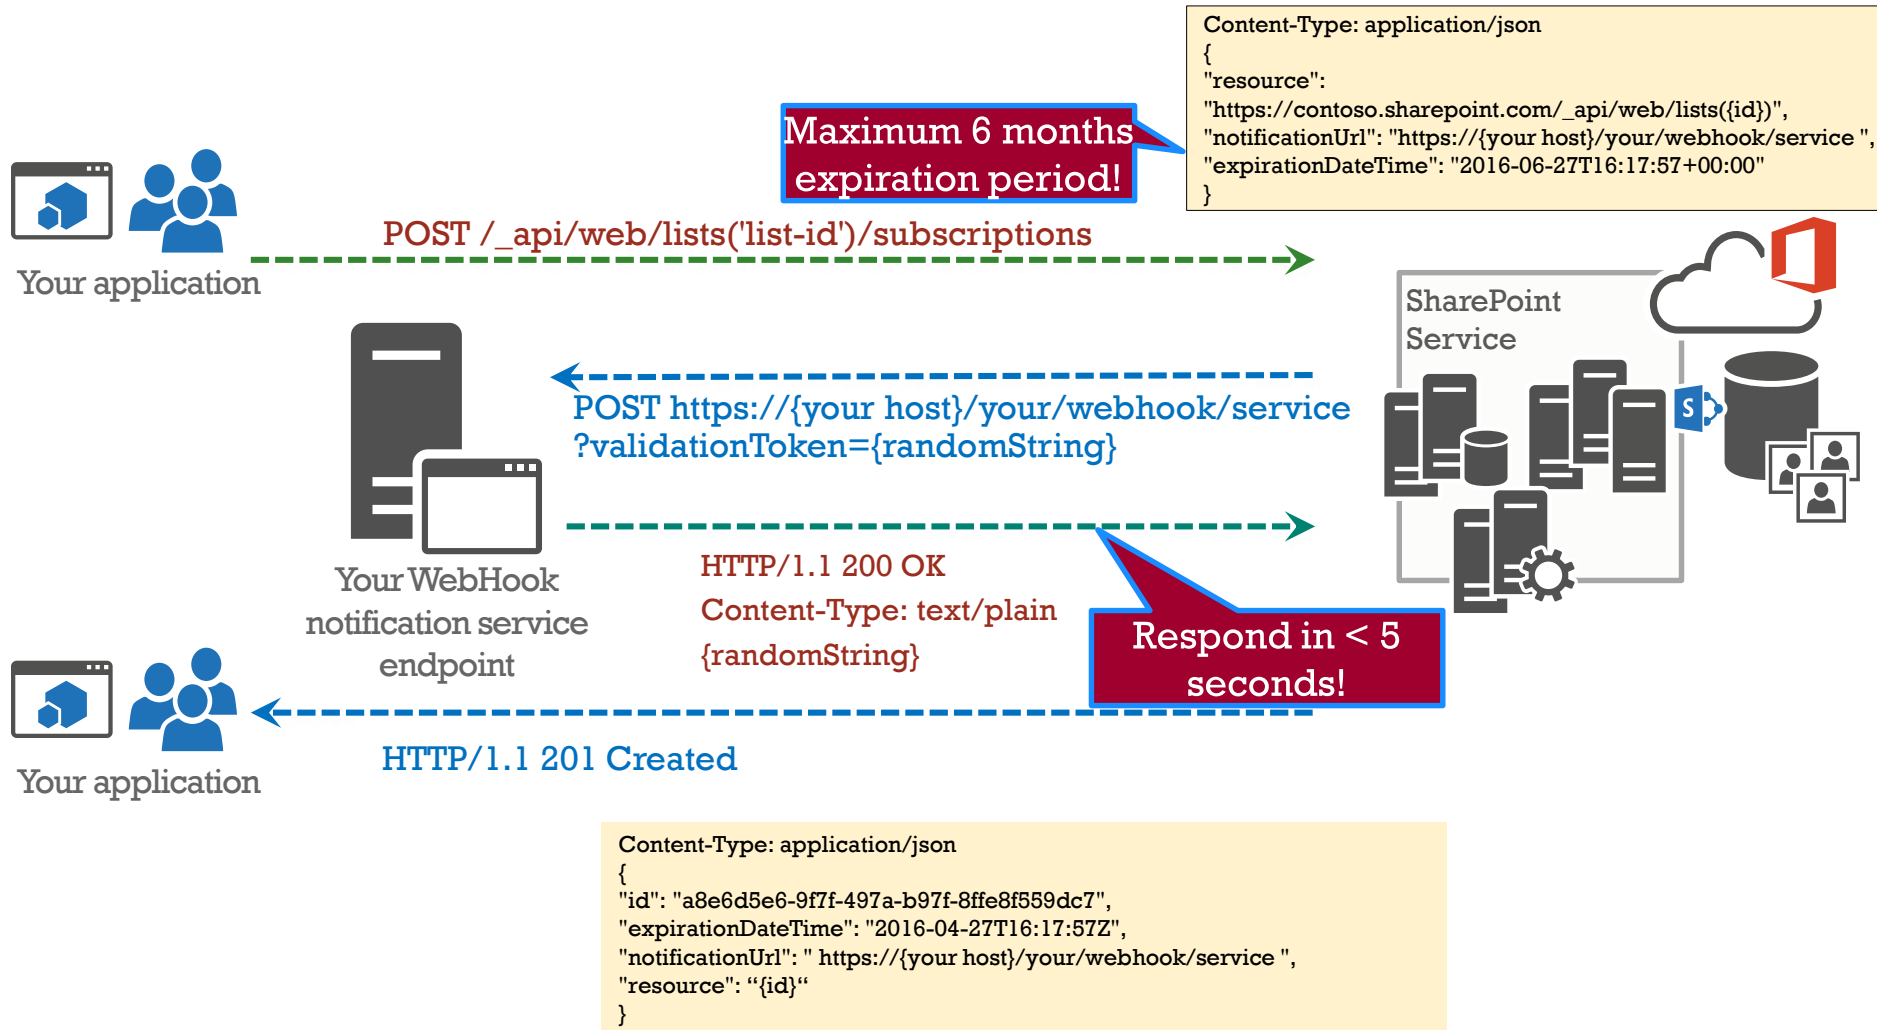 Content-Type: application/json
{
"resource":
"https://contoso.sharepoint.com/_api/web/lists({id})",
"notificationUrl": "https://{your host}/your/webhook/service ",
"expirationDateTime": "2016-06-27T16:17:57+00:00"
}
Maximum 6 months
expiration period!
POST /_api/web/lists('list-id')/subscriptions
Your application
SharePoint
Service
POST https://{your host}/your/webhook/service
?validationToken={randomString}
S
HTTP/1.1 200 OK
Content-Type: text/plain
{randomString}
Your WebHook
notification service
endpoint
Respond in < 5
seconds!
HTTP/1.1 201 Created
Your application
Content-Type: application/json
{
"id": "a8e6d5e6-9f7f-497a-b97f-8ffe8f559dc7",
"expirationDateTime": "2016-04-27T16:17:57Z",
"notificationUrl": " https://{your host}/your/webhook/service ",
"resource": “{id}“
}